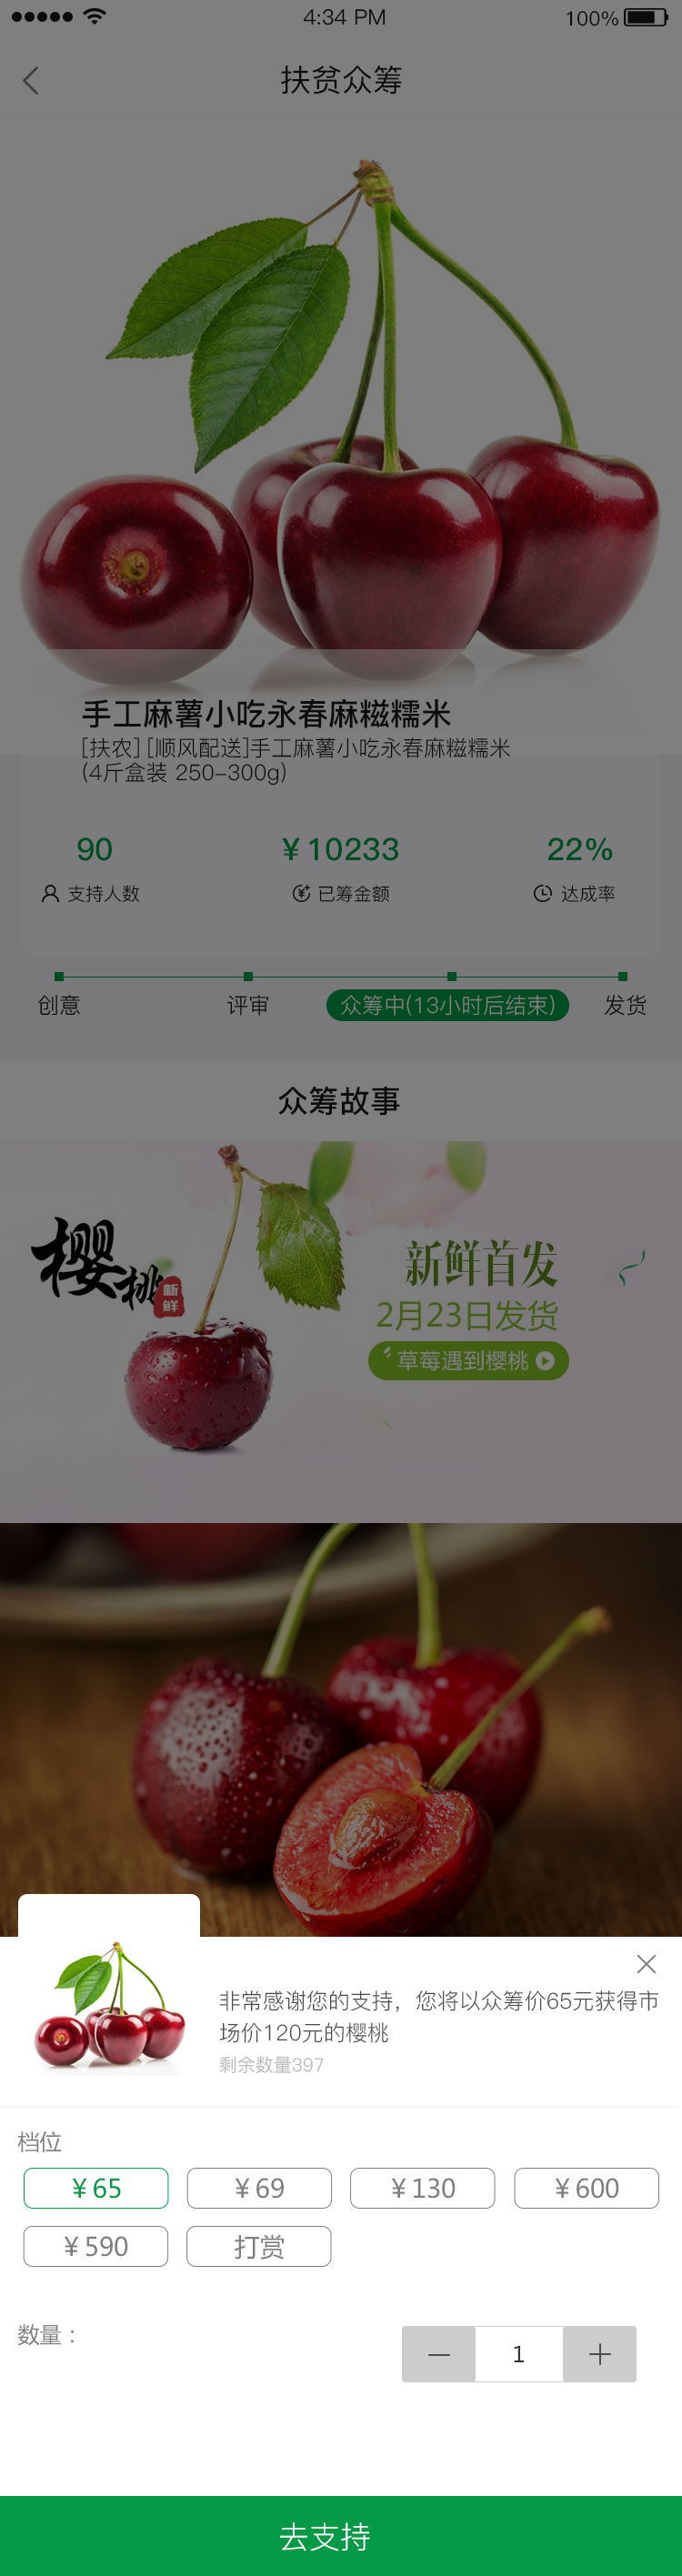 4:34 PM
100%
扶贫众筹
手工麻薯小吃永春麻糍糯米
[扶农] [顺风配送]手工麻薯小吃永春麻糍糯米
(4斤盒装 250-300g)
90
¥ 10233
22%
支持人数
已筹金额
达成率
创意
评审
众筹中(13小时后结束)
发货
众筹故事
樱桃
新鲜
新鲜首发
2月23日发货
草莓遇到樱桃
非常感谢您的支持，您将以众筹价65元获得市
场价120元的樱桃
剩余数量397
档位
¥ 65
¥ 69
¥ 130
¥ 600
¥ 590
打赏
数量：
1
去支持